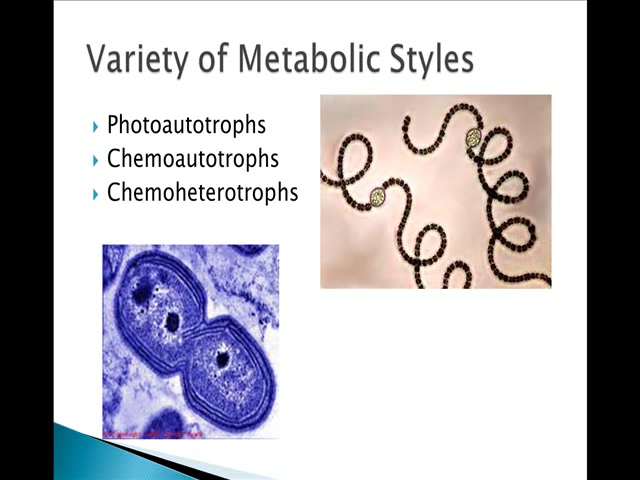 Variety of Metabolic Styles
Photoautotrophs
Chemoautotrophs
Chemoheterotrophs